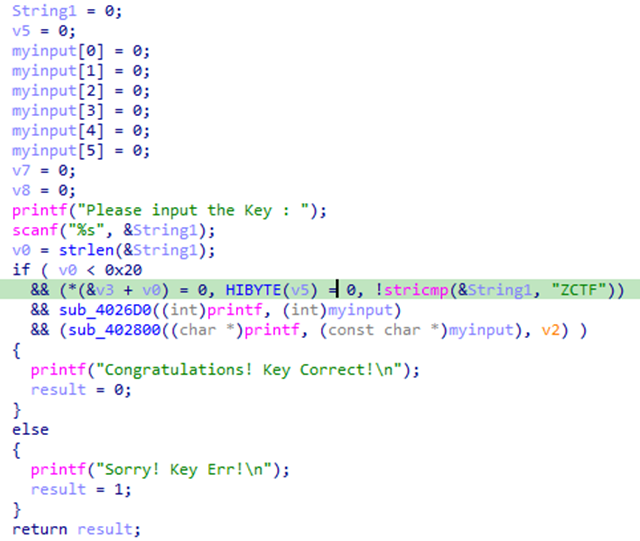 String1 = 0;
v5 = 0;
myinput[0] = 0;
myinput[1] = 0;
myinput[2] = 0;
myinput[3] = 0;
myinput[4] = 0;
myinput[5] = 0;
v7 = 0;
v8 = 0;
printf("Please input the Key : ");
scanf("%s", &String1);
v0 = strlen(&String1);
if ( v0 < 0x20
&& (*(&v3 + v0) = 0, HIBYTE(v5) = 0, !stricmp(&String1, "ZCTF"))
&& sub_4026D0((int)printf, (int)myinput)
&& (sub_402800((char *)printf, (const char *)myinput), v2) )
{
printf("Congratulations! Key Correct!\n");
result = 0;
}
else
{
printf("Sorry! Key Err!\n");
result = 1;
}
return result;